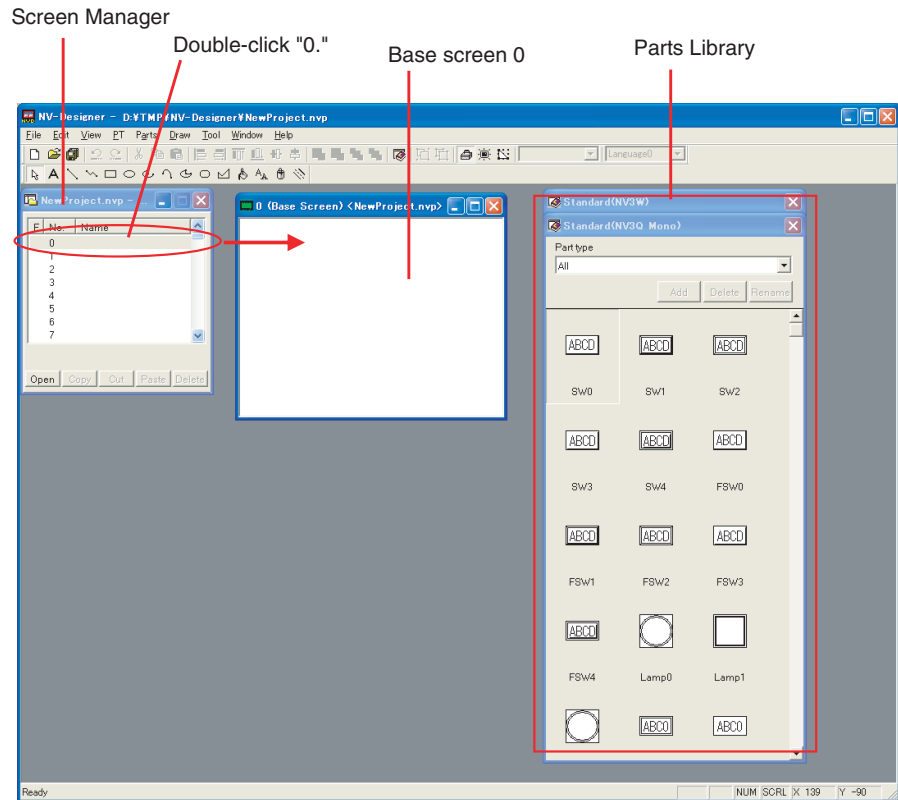 Screen Manager
Double-click "0."
Base screen 0
Parts Library
NV-Designer - D:¥TMP¥NV-Designer¥NewProject.nvp
File Edit View PT Parts Draw Tool Window Help
Language0
NewProject.nvp - ...
F No. Name
0
1
2
3
4
5
6
7
Open Copy Cut Paste Delete
0 (Base Screen) <NewProject.nvp>
Standard(NV3W)
Standard(NV3Q Mono)
Part type
All
Add Delete Rename
ABCD ABCD ABCD
SW0 SW1 SW2
ABCD ABCD ABCD
SW3 SW4 FSW0
ABCD ABCD ABCD
FSW1 FSW2 FSW3
ABCD
FSW4 Lamp0 Lamp1
ABC0 ABC0
Ready
NUM SCRL X 139 Y -90